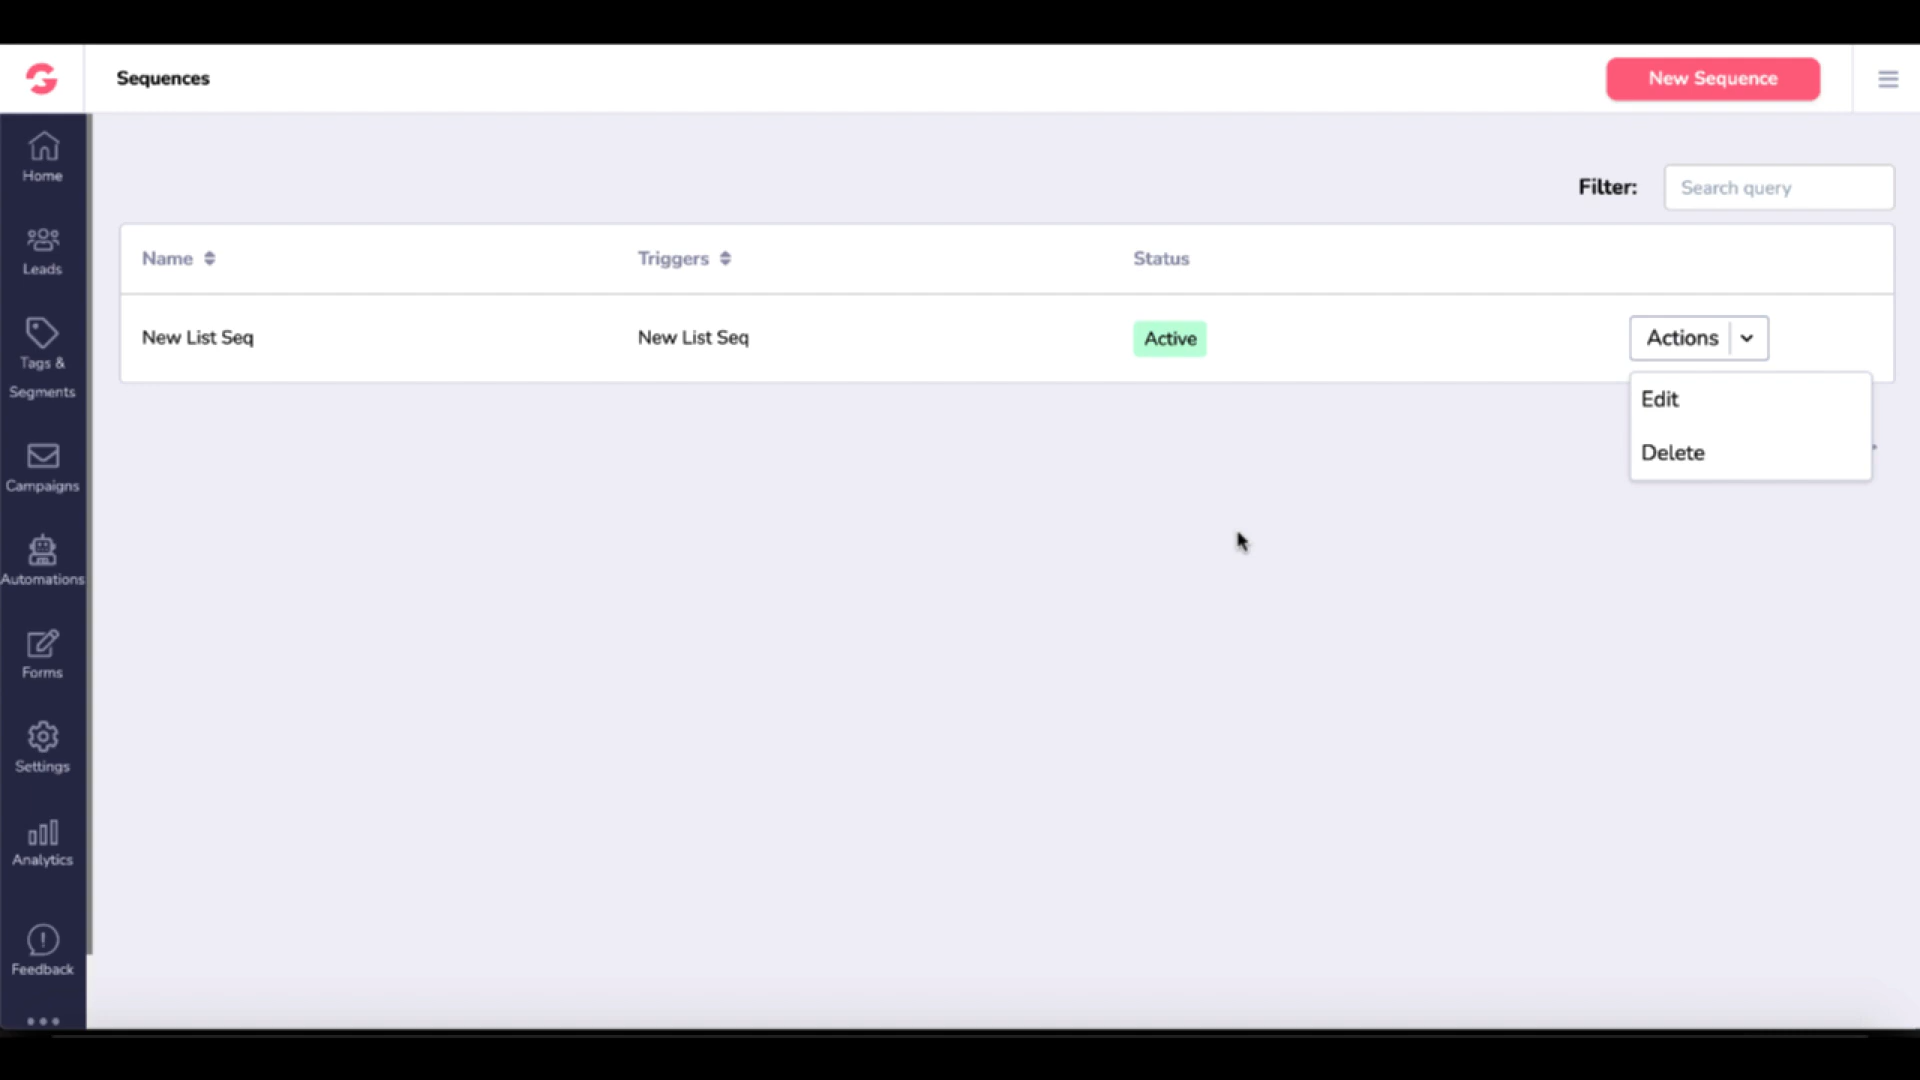 Sequences
New Sequence
Home
Leads
Tags &
Segments
Campaigns
Automations
Forms
Settings
Analytics
Feedback
Filter:
Search query
Name
Triggers
Status
New List Seq
New List Seq
Active
Actions
Edit
Delete